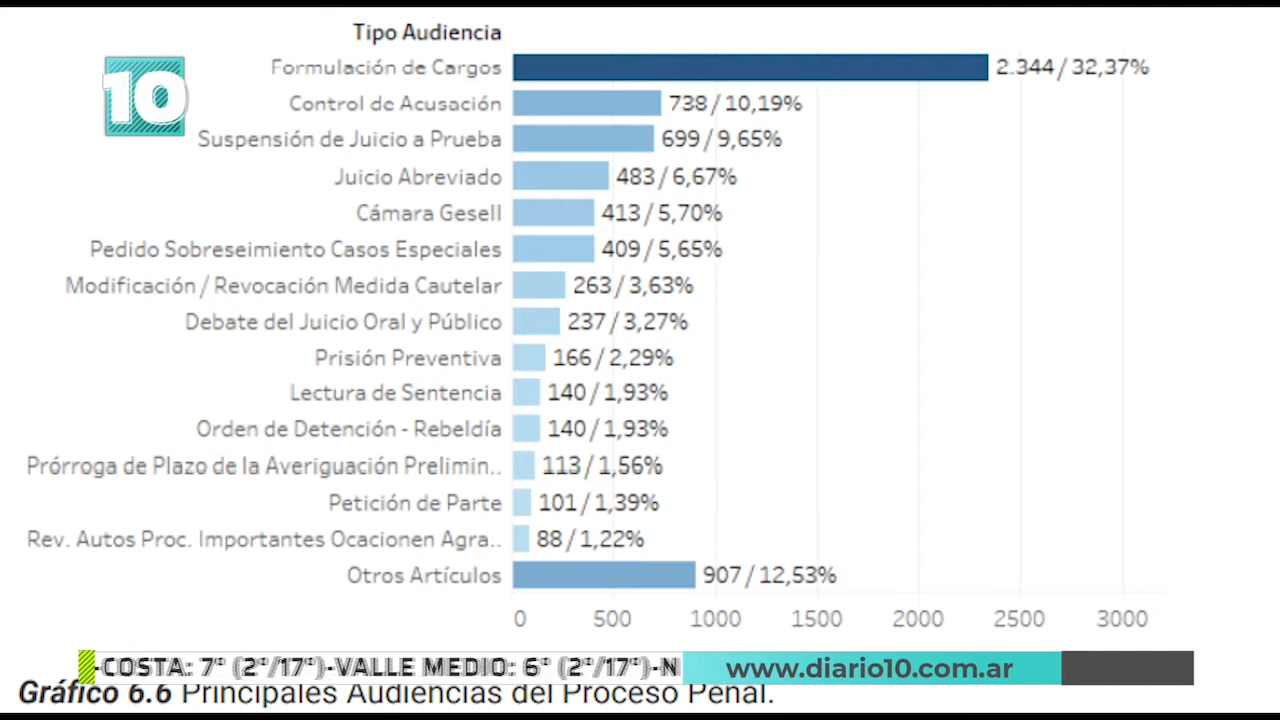 Tipo Audiencia
10
Formulación de Cargos 2.344 / 32,37%
Control de Acusación 738 / 10,19%
Suspensión de Juicio a Prueba 699 / 9,65%
Juicio Abreviado 483 / 6,67%
Cámara Gesell 413 / 5,70%
Pedido Sobreseimiento Casos Especiales 409 / 5,65%
Modificación / Revocación Medida Cautelar 263 / 3,63%
Debate del Juicio Oral y Público 237 / 3,27%
Prisión Preventiva 166 / 2,29%
Lectura de Sentencia 140 / 1,93%
Orden de Detención - Rebeldía 140 / 1,93%
Prórroga de Plazo de la Averiguación Prelimin.. 113 / 1,56%
Petición de Parte 101 / 1,39%
Rev. Autos Proc. Importantes Ocacionen Agra.. 88 / 1,22%
Otros Artículos 907 / 12,53%
0 500 1000 1500 2000 2500 3000
-COSTA: 7° (2°/17°)-VALLE MEDIO: 6° (2°/17°)-N www.diario10.com.ar
Gráfico 6.6 Principales Audiencias del Proceso Penal.